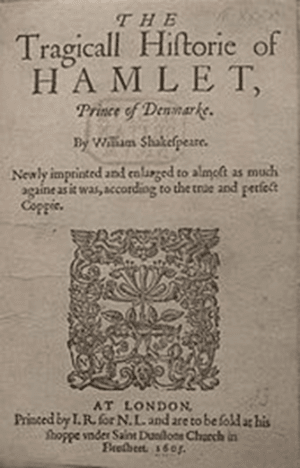 THE
Tragicall Historie of
HAMLET,
Prince of Denmarke.
By William Shakespeare.
Newly imprinted and enlarged to almost as much
againe as it was, according to the true and perfect
Coppie.
AT LONDON,
Printed by I. R. for N. L. and are to be sold at his
shoppe vnder Saint Dunstons Church in
Fleetstreet. 1605.